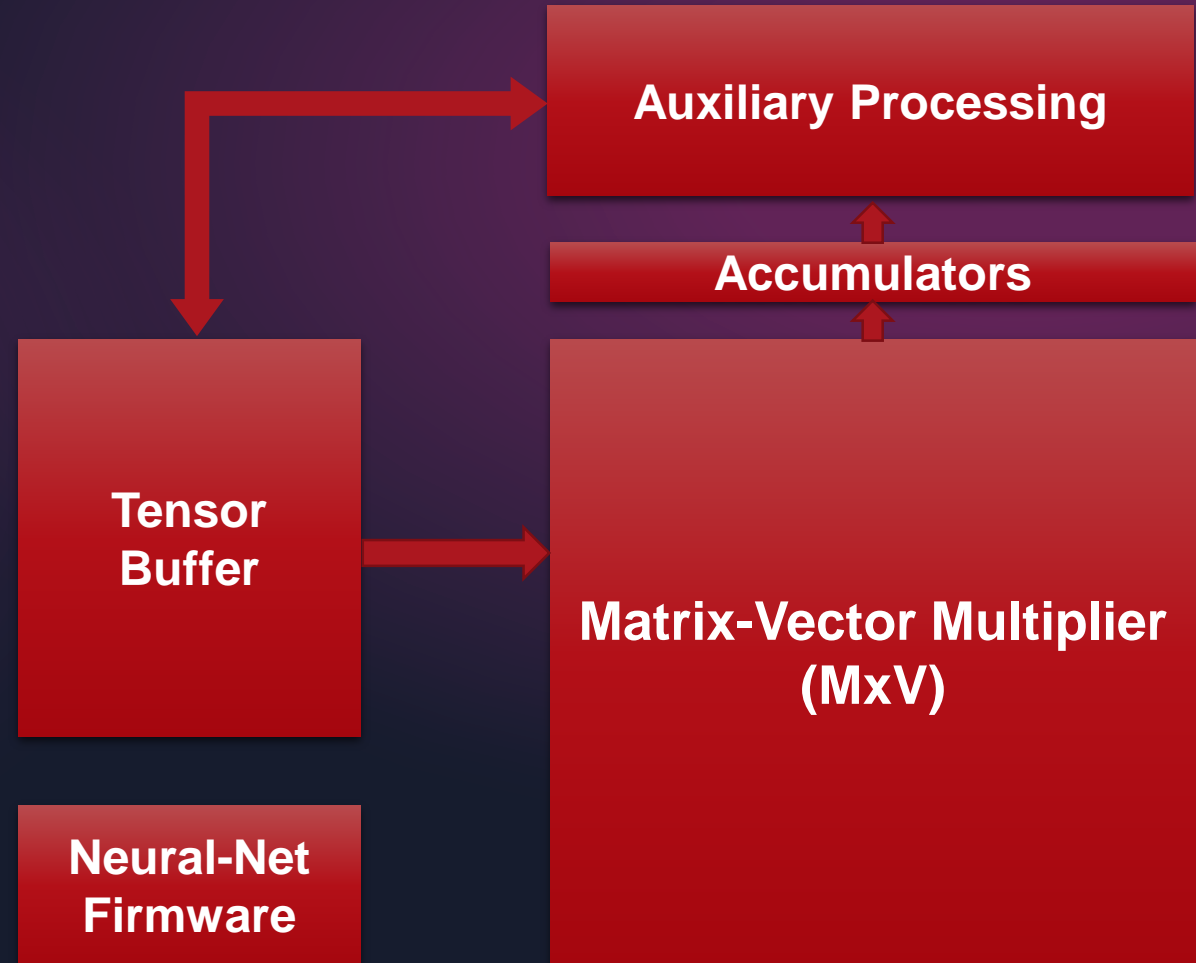 Auxiliary Processing
Accumulators
Tensor
Buffer
Matrix-Vector Multiplier
(MxV)
Neural-Net
Firmware